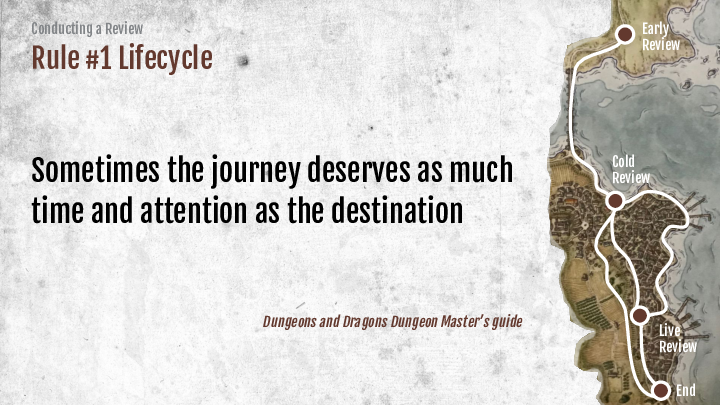 Conducting a Review
Rule #1 Lifecycle
Sometimes the journey deserves as much
time and attention as the destination
Dungeons and Dragons Dungeon Master's guide
Early
Review
Cold
Review
Live
Review
End